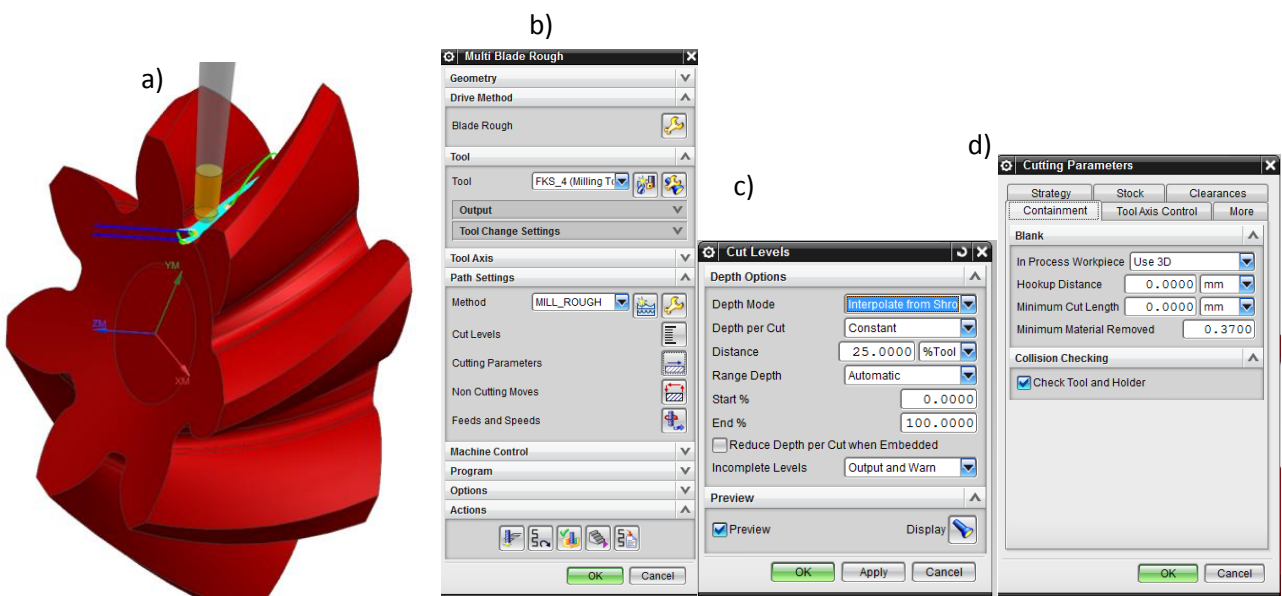 a)
YM
ZM
XM
b)
Multi Blade Rough
Geometry
Drive Method
Blade Rough
Tool
Tool FKS_4 (Milling To
Output
Tool Change Settings
Tool Axis
Path Settings
Method MILL_ROUGH
Cut Levels
Cutting Parameters
Non Cutting Moves
Feeds and Speeds
Machine Control
Program
Options
Actions
OK Cancel
c)
Cut Levels
Depth Options
Depth Mode Interpolate from Shro
Depth per Cut Constant
Distance 25.0000 %Tool
Range Depth Automatic
Start % 0.0000
End % 100.0000
Reduce Depth per Cut when Embedded
Incomplete Levels Output and Warn
Preview
Preview Display
OK Apply Cancel
d)
Cutting Parameters
Strategy Stock Clearances
Containment Tool Axis Control More
Blank
In Process Workpiece Use 3D
Hookup Distance 0.0000 mm
Minimum Cut Length 0.0000 mm
Minimum Material Removed 0.3700
Collision Checking
Check Tool and Holder
OK Cancel